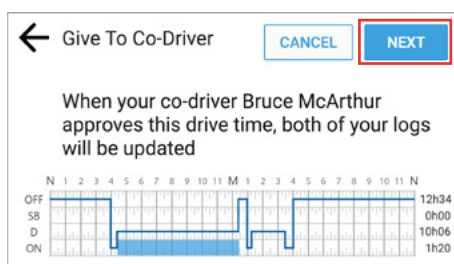 Give To Co-Driver CANCEL NEXT
When your co-driver Bruce McArthur
approves this drive time, both of your logs
will be updated
N 1 2 3 4 5 6 7 8 9 10 11 M 1 2 3 4 5 6 7 8 9 10 11 N
OFF 12h34
SB 0h00
D 10h06
ON 1h20